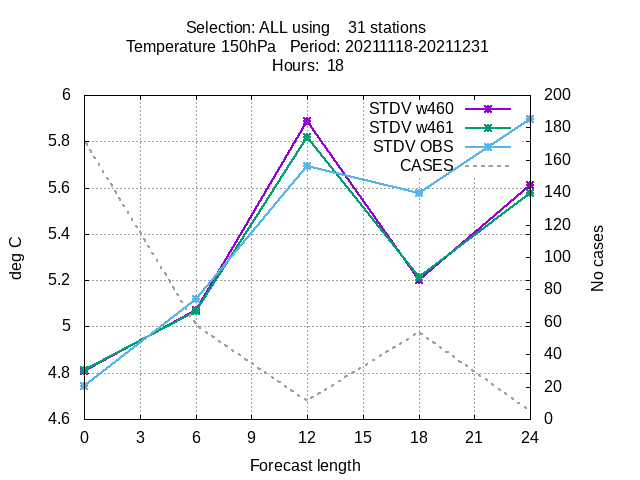 Selection: ALL using    31 stations
Temperature 150hPa   Period: 20211118-20211231
Hours:  18
STDV w460
STDV w461
STDV OBS
CASES
deg C
No cases
6
5.8
5.6
5.4
5.2
5
4.8
4.6
200
180
160
140
120
100
80
60
40
20
0
0 3 6 9 12 15 18 21 24
Forecast length